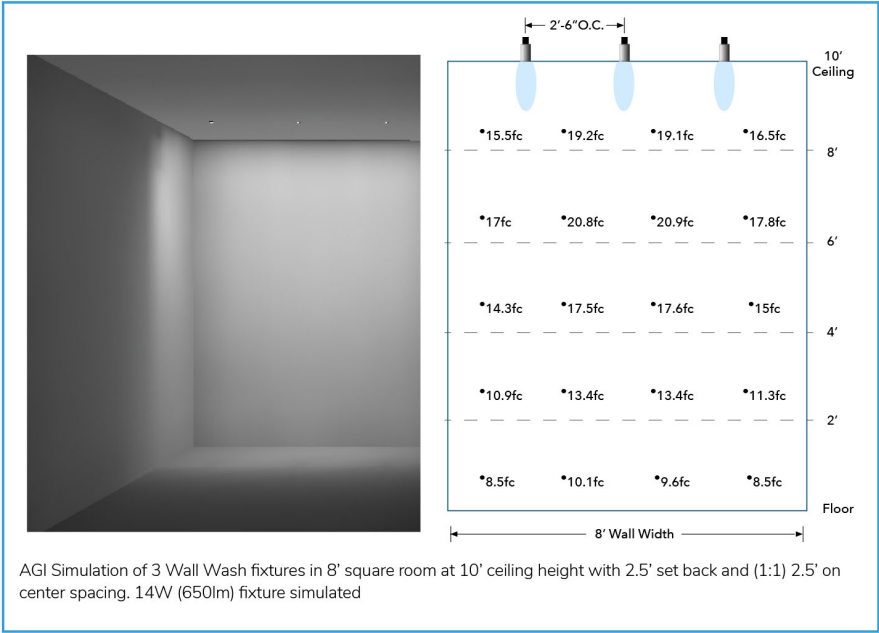 2'-6"O.C.
10'
Ceiling
15.5fc 19.2fc 19.1fc 16.5fc
8'
17fc 20.8fc 20.9fc 17.8fc
6'
14.3fc 17.5fc 17.6fc 15fc
4'
10.9fc 13.4fc 13.4fc 11.3fc
2'
8.5fc 10.1fc 9.6fc 8.5fc
Floor
8' Wall Width
AGI Simulation of 3 Wall Wash fixtures in 8' square room at 10' ceiling height with 2.5' set back and (1:1) 2.5' on
center spacing. 14W (650lm) fixture simulated